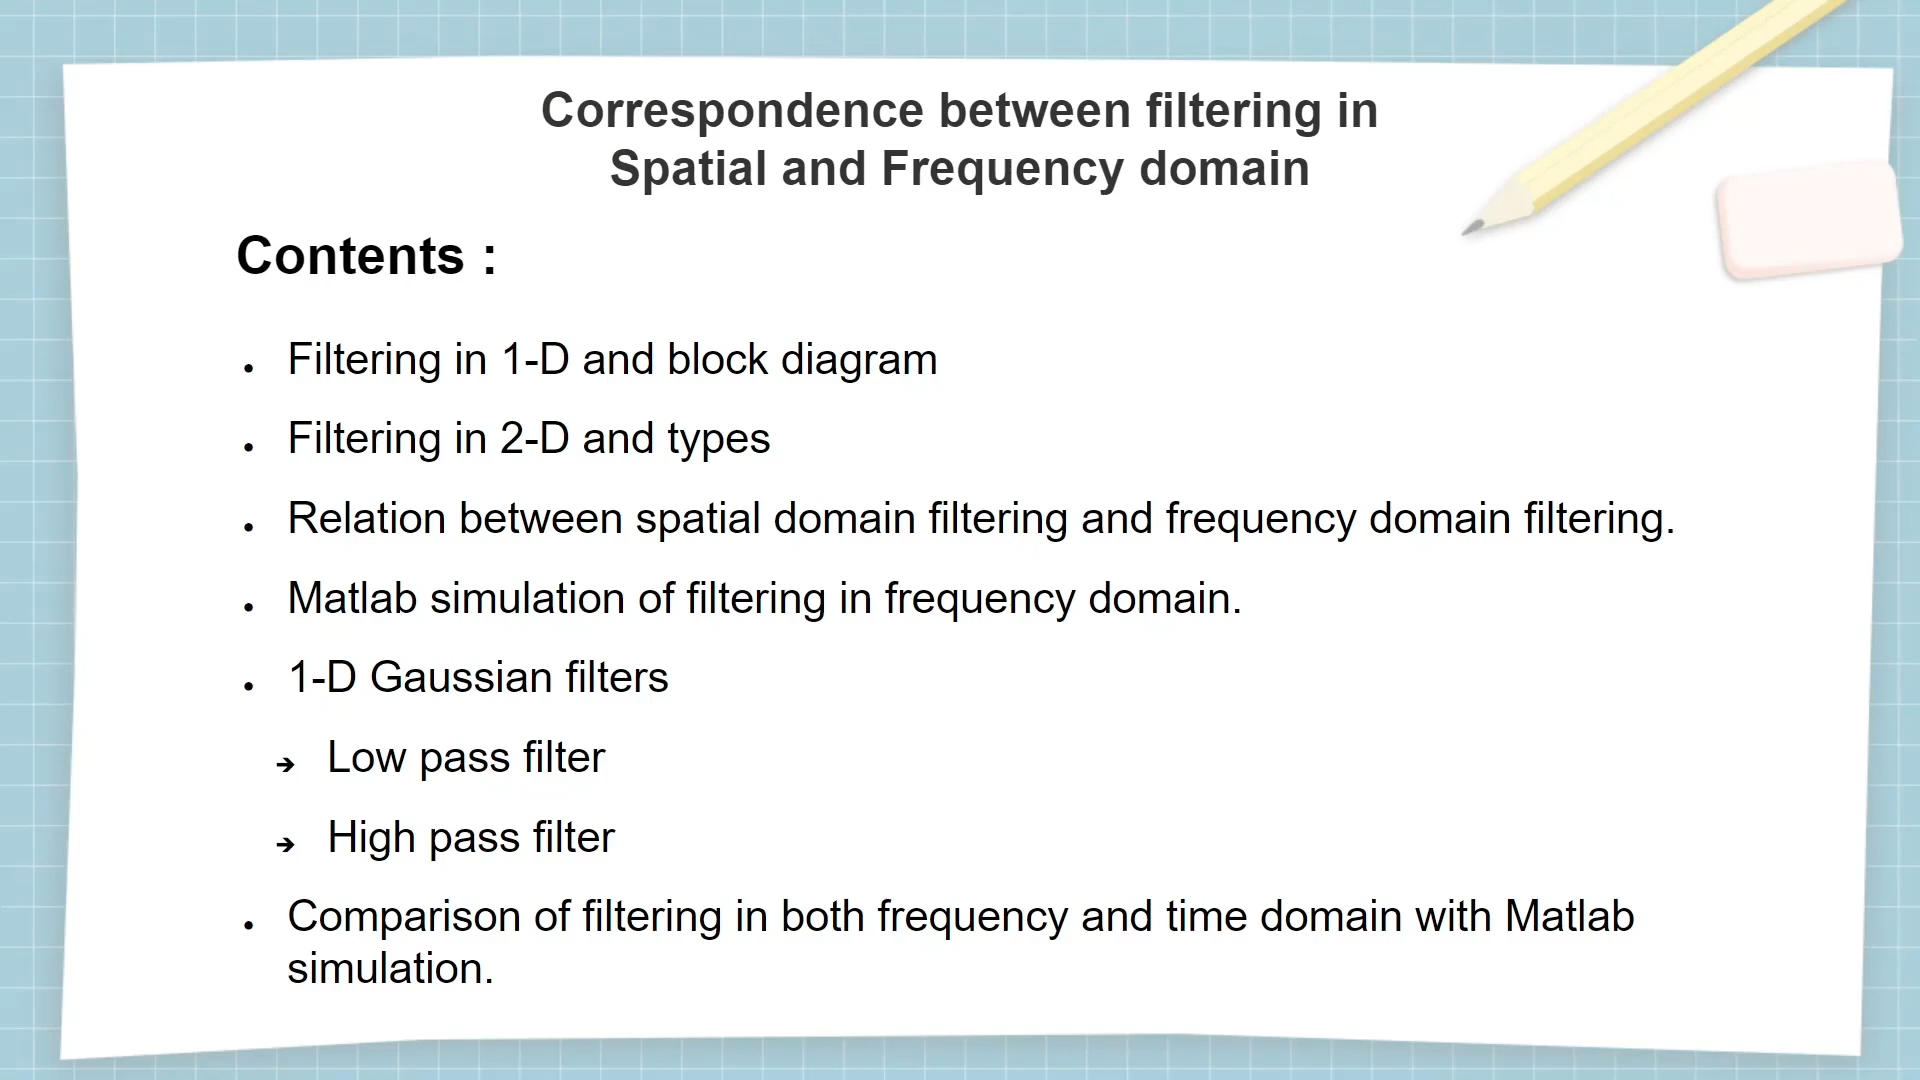 Correspondence between filtering in
Spatial and Frequency domain
Contents :
• Filtering in 1-D and block diagram
• Filtering in 2-D and types
• Relation between spatial domain filtering and frequency domain filtering.
• Matlab simulation of filtering in frequency domain.
• 1-D Gaussian filters
➔ Low pass filter
➔ High pass filter
• Comparison of filtering in both frequency and time domain with Matlab
simulation.